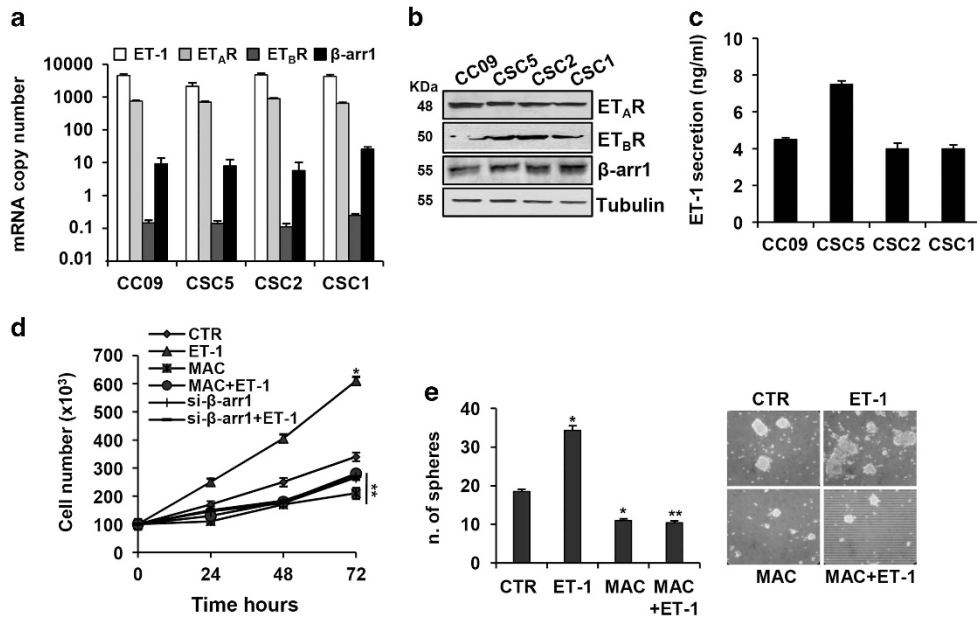 a
ET-1 ETAR ETBR β-arr1
mRNA copy number
10000
1000
100
10
1
0.1
0.01
CC09 CSC5 CSC2 CSC1
b
CC09 CSC5 CSC2 CSC1
KDa
48 ETAR
50 ETBR
55 β-arr1
55 Tubulin
c
ET-1 secretion (ng/ml)
10
8
6
4
2
0
CC09 CSC5 CSC2 CSC1
d
CTR
ET-1
MAC
MAC+ET-1
si-β-arr1
si-β-arr1+ET-1
Cell number (x10³)
700
600
500
400
300
200
100
0
*
**
0 24 48 72
Time hours
e
n. of spheres
40
30
20
10
0
* * **
CTR ET-1 MAC MAC
+ET-1
CTR ET-1
MAC MAC+ET-1